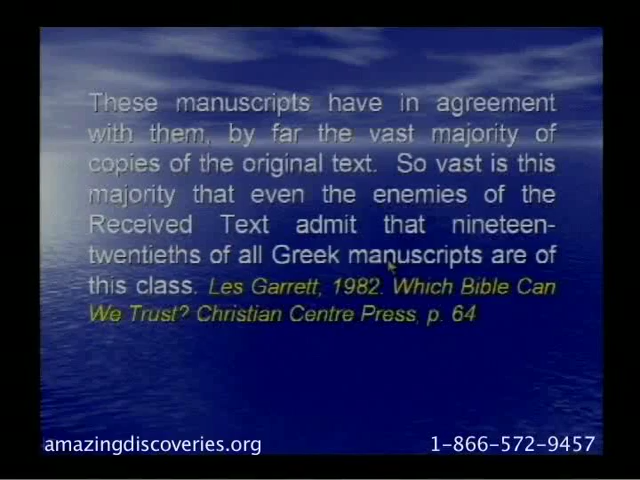 These manuscripts have in agreement
with them, by far the vast majority of
copies of the original text. So vast is this
majority that even the enemies of the
Received Text admit that nineteen-
twentieths of all Greek manuscripts are of
this class. Les Garrett, 1982. Which Bible Can
We Trust? Christian Centre Press, p. 64
amazingdiscoveries.org
1-866-572-9457